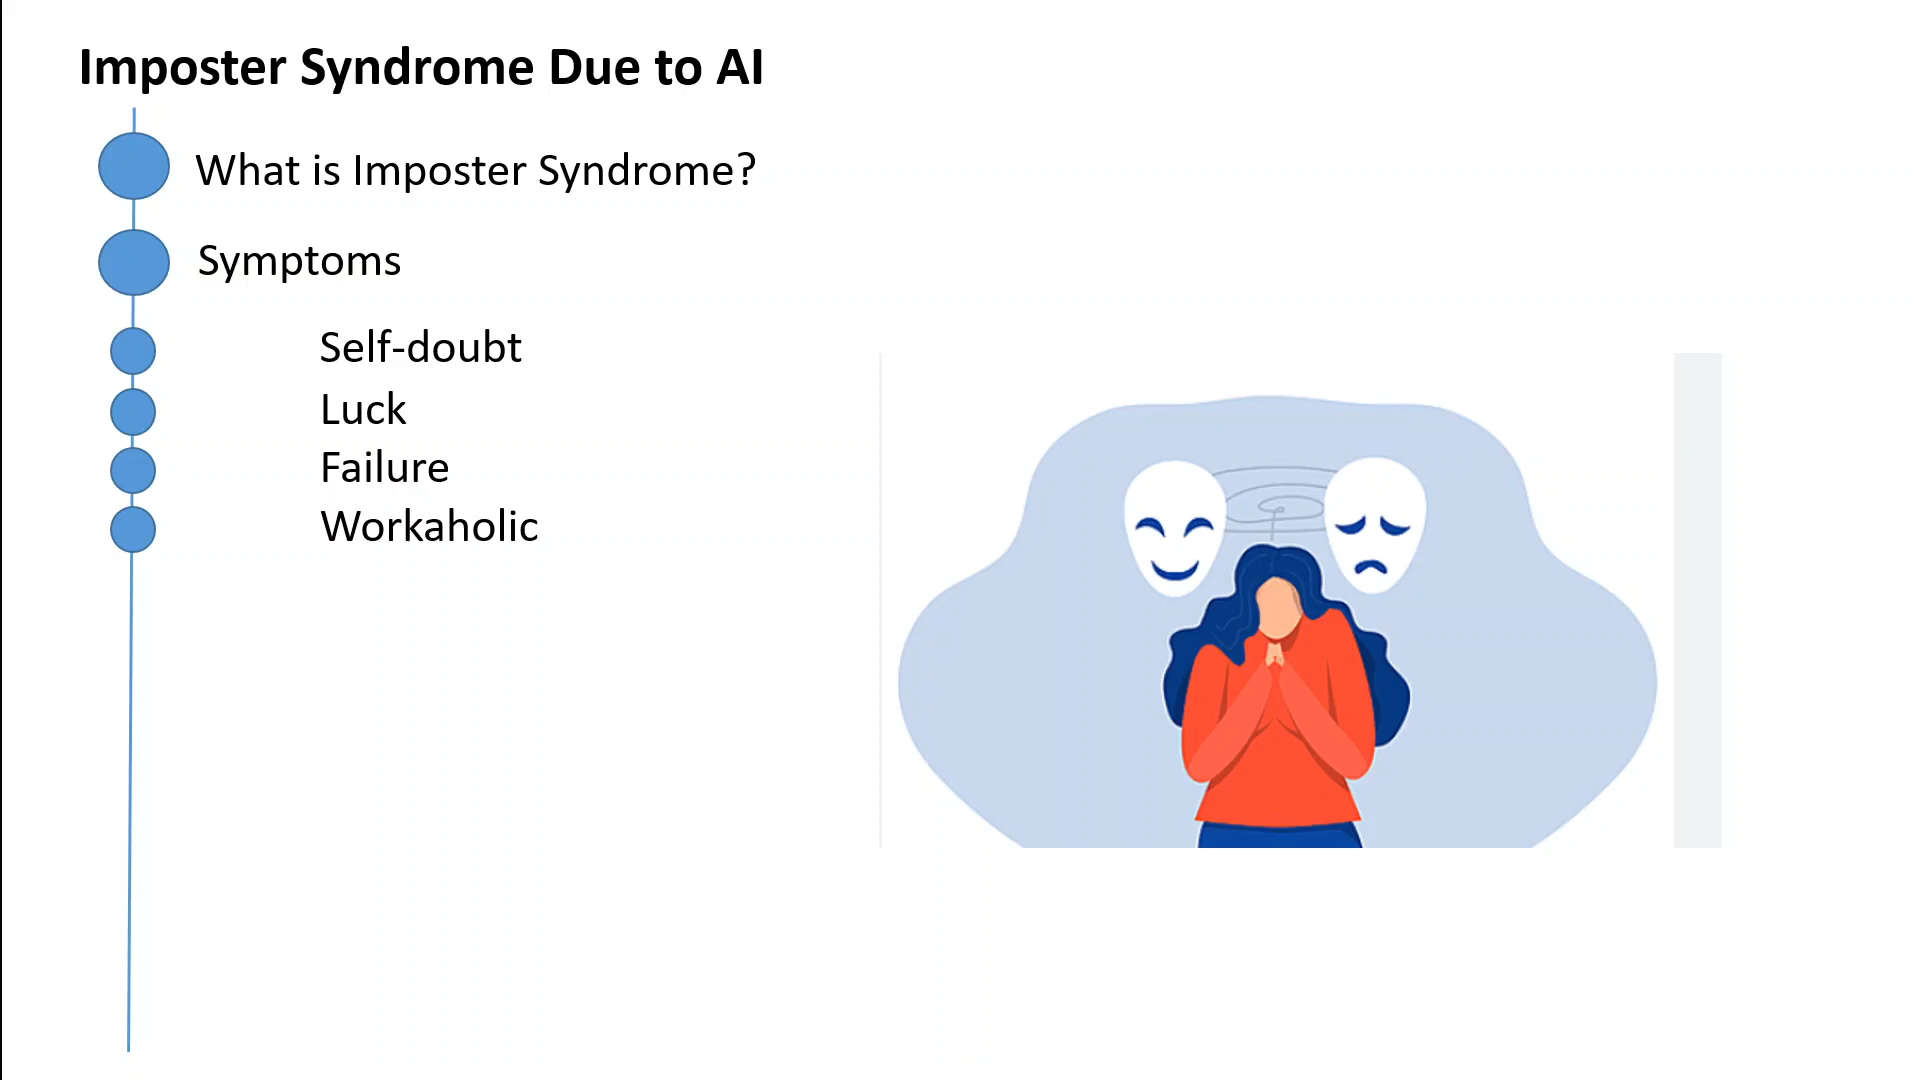 Imposter Syndrome Due to AI
What is Imposter Syndrome?
Symptoms
Self-doubt
Luck
Failure
Workaholic